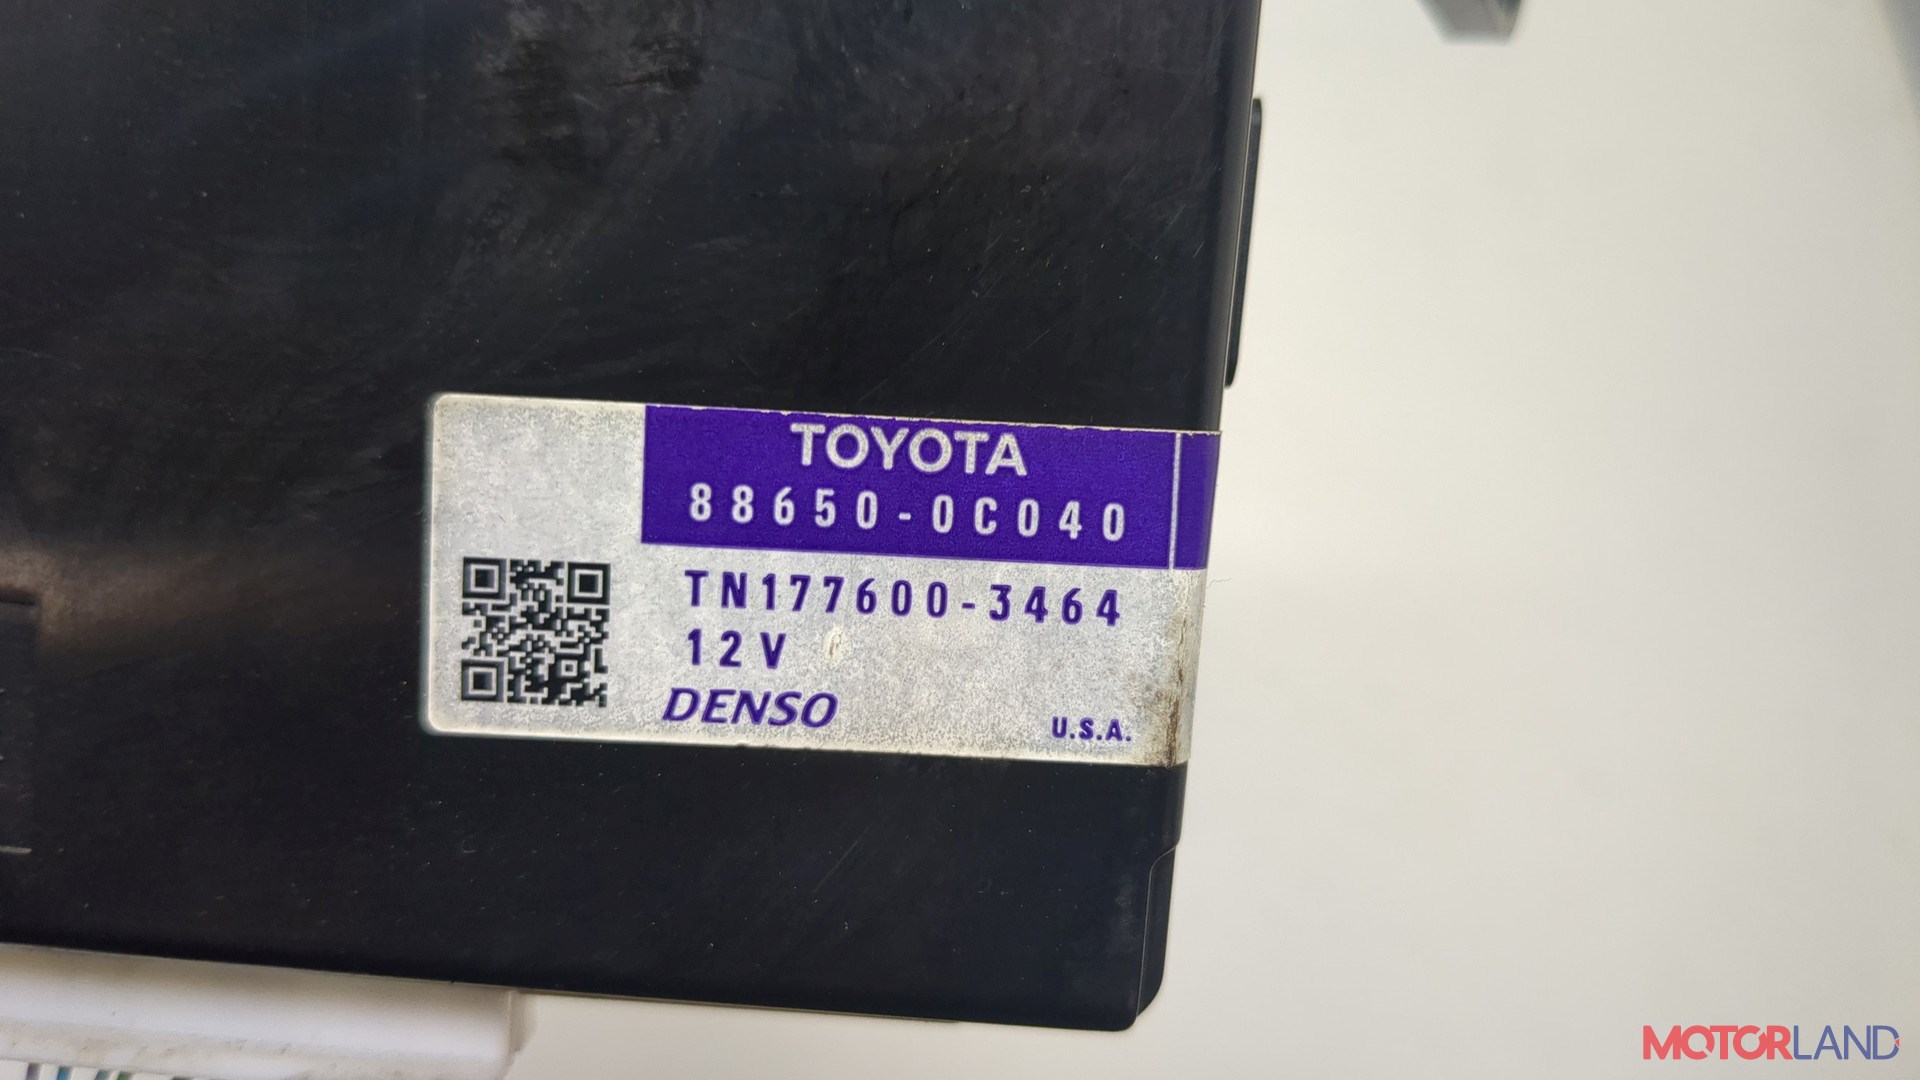 TOYOTA
88650-0C040
TN177600-3464
12V
DENSO
U.S.A.
MOTORLAND